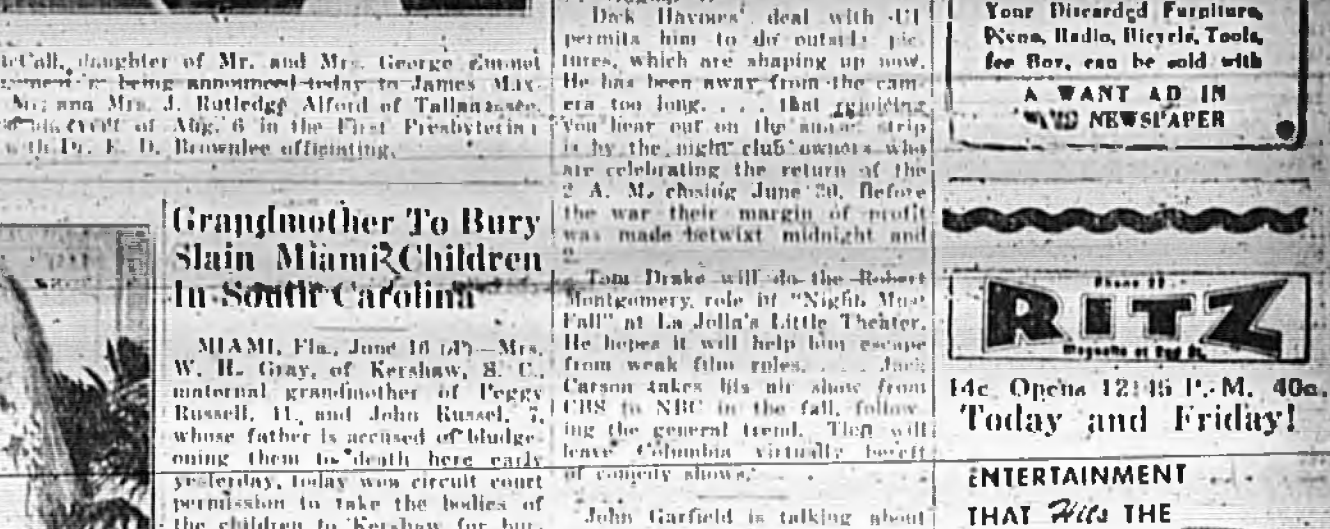 McCall, daughter of Mr. and Mrs. George Emmet
being announced today to James Max-
Mr. and Mrs. J. Rutledge Alford of Tallahassee.
of Aug. 6 in the First Presbyterian
with Dr. E. D. Brownlee officiating.
Grandmother To Bury
Slain Miami Children
In South Carolina
MIAMI, Fla., June 16 (AP)—Mrs.
W. H. Gray, of Kershaw, S. C.,
maternal grandmother of Peggy
Russell, 11, and John Russel, 7,
whose father is accused of bludge-
oning them to death here early
yesterday, today won circuit court
permission to take the bodies of
the children to Kershaw for bur-
Dick Haymes' deal with UI
permits him to do outside pic-
tures, which are shaping up now.
He has been away from the cam-
era too long. . . . that rejoicing
You hear out on the sunset strip
is by the night club owners who
are celebrating the return of the
2 A. M. closing June 30. Before
the war their margin of profit
was made betwixt midnight and
2.
Tom Drake will do the Robert
Montgomery role in "Night Must
Fall" at La Jolla's Little Theater.
He hopes it will help him escape
from weak film roles. . . . Jack
Carson takes his air show from
CBS to NBC in the fall, follow-
ing the general trend. Then will
leave Columbia virtually bereft
of comedy shows.
John Garfield is talking about
Your Discarded Furniture,
Piano, Radio, Bicycle, Tools,
Ice Box, can be sold with
A WANT AD IN
NEWSPAPER
RITZ
Magnolia at
14c Opens 12:45 P. M. 40c.
Today and Friday!
ENTERTAINMENT
THAT Hits THE